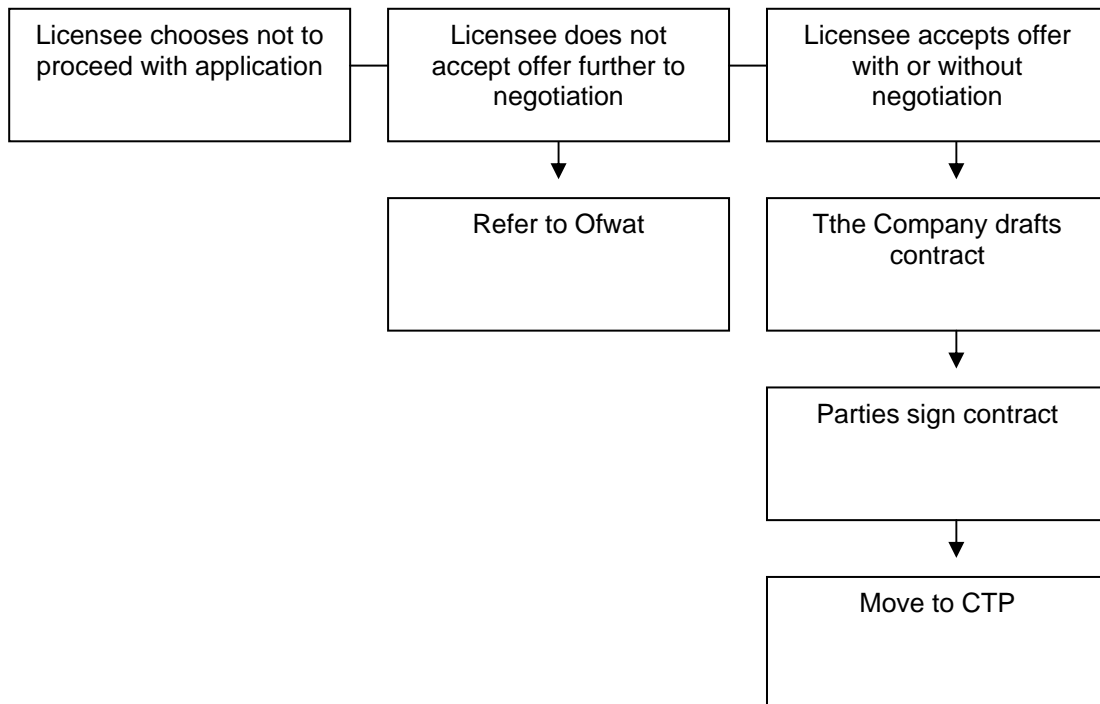 Licensee chooses not to
proceed with application
Licensee does not
accept offer further to
negotiation
Licensee accepts offer
with or without
negotiation
Refer to Ofwat
Tthe Company drafts
contract
Parties sign contract
Move to CTP